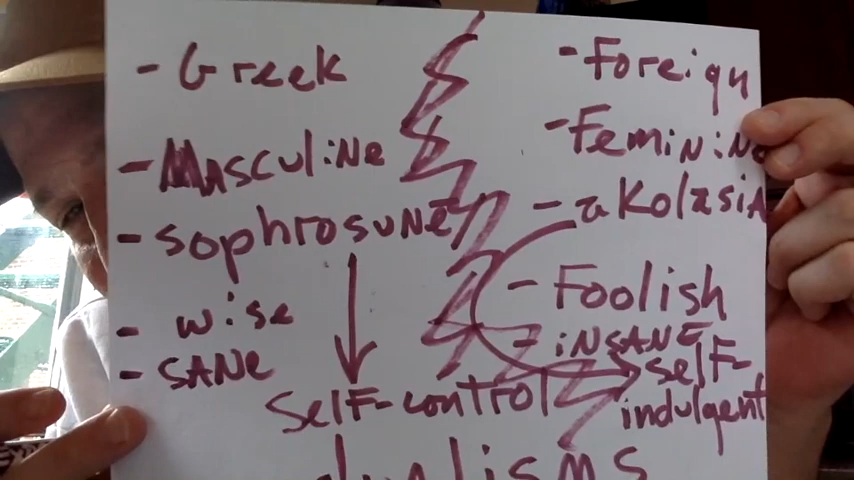 - Greek
- Masculine
- sophrosune
- wise
- SANE
self-control
- Foreign
- Feminine
- akolasia
- Foolish
- iNSANE
self-
indulgent
dualisms